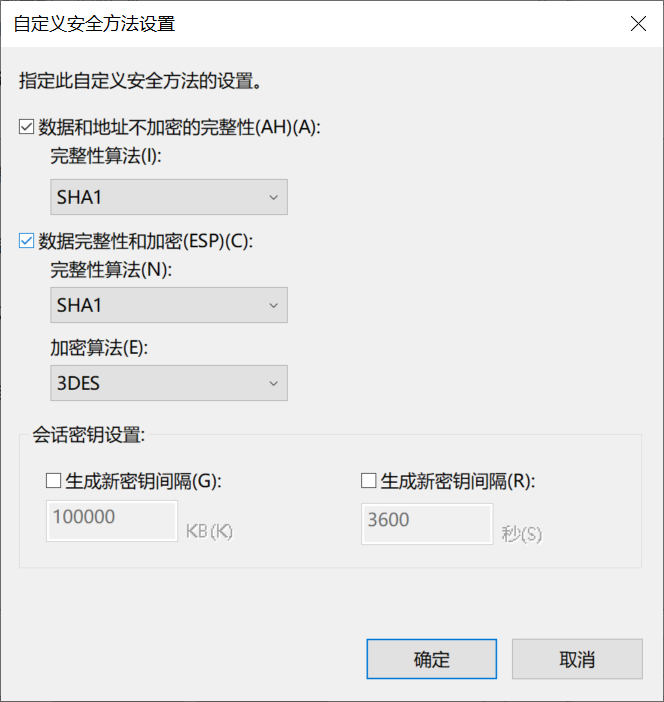 自定义安全方法设置
指定此自定义安全方法的设置。
数据和地址不加密的完整性(AH)(A):
完整性算法(I):
SHA1
数据完整性和加密(ESP)(C):
完整性算法(N):
SHA1
加密算法(E):
3DES
会话密钥设置:
生成新密钥间隔(G): 生成新密钥间隔(R):
100000 KB(K) 3600 秒(S)
确定 取消